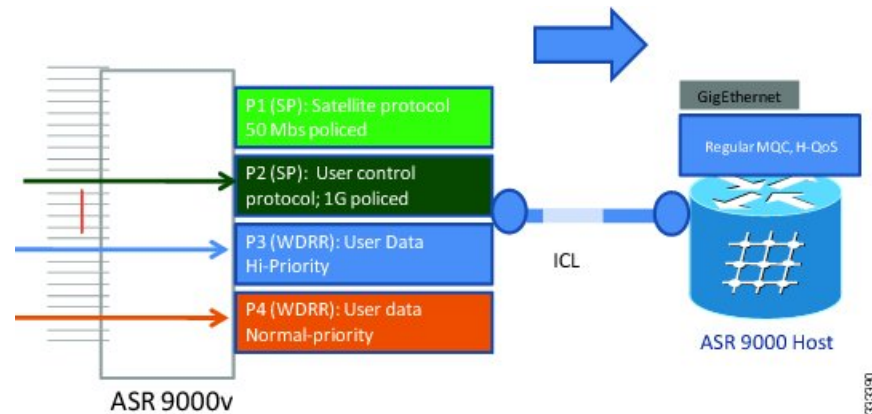 P1 (SP): Satellite protocol
50 Mbs policed
P2 (SP): User control
protocol; 1G policed
P3 (WDRR): User Data
Hi-Priority
P4 (WDRR): User data
Normal-priority
ASR 9000v
ICL
GigEthernet
Regular MQC, H-QoS
ASR 9000 Host
333390